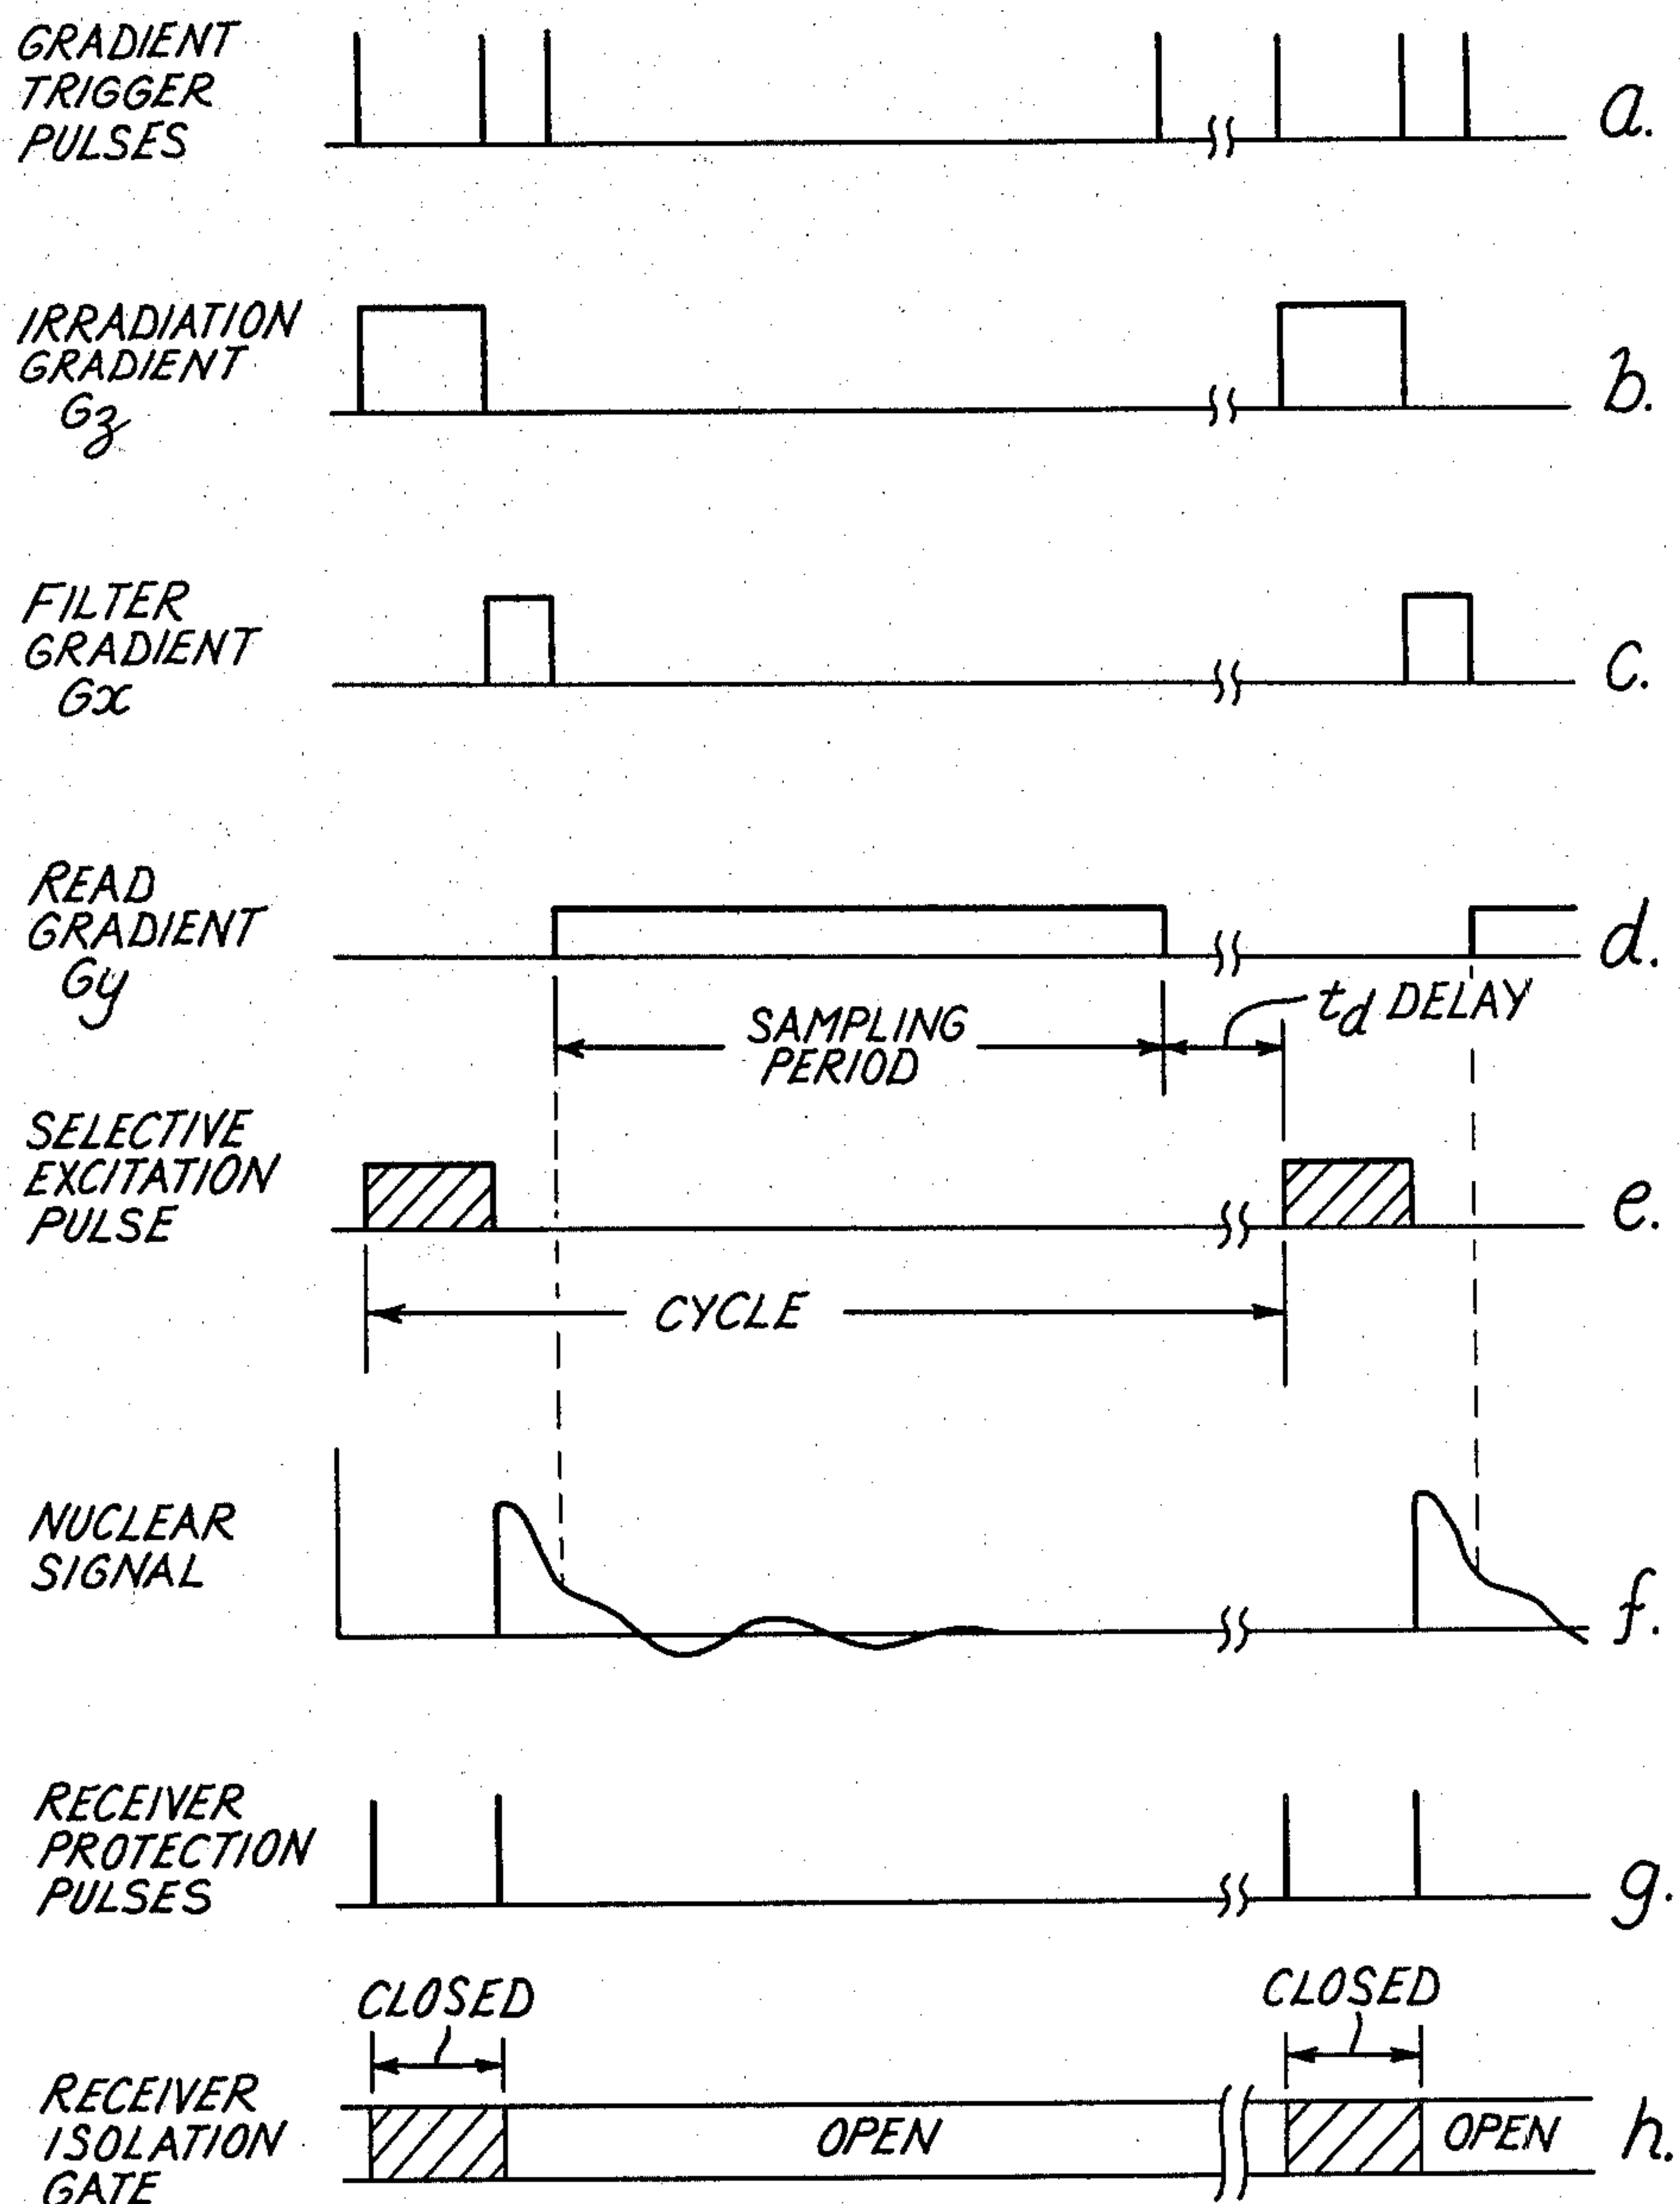 GRADIENT
TRIGGER
PULSES
a.
IRRADIATION
GRADIENT
Gz
b.
FILTER
GRADIENT
Gx
c.
READ
GRADIENT
Gy
d.
SAMPLING
PERIOD
td DELAY
SELECTIVE
EXCITATION
PULSE
e.
CYCLE
NUCLEAR
SIGNAL
f.
RECEIVER
PROTECTION
PULSES
g.
CLOSED
CLOSED
RECEIVER
ISOLATION
GATE
OPEN
OPEN
h.